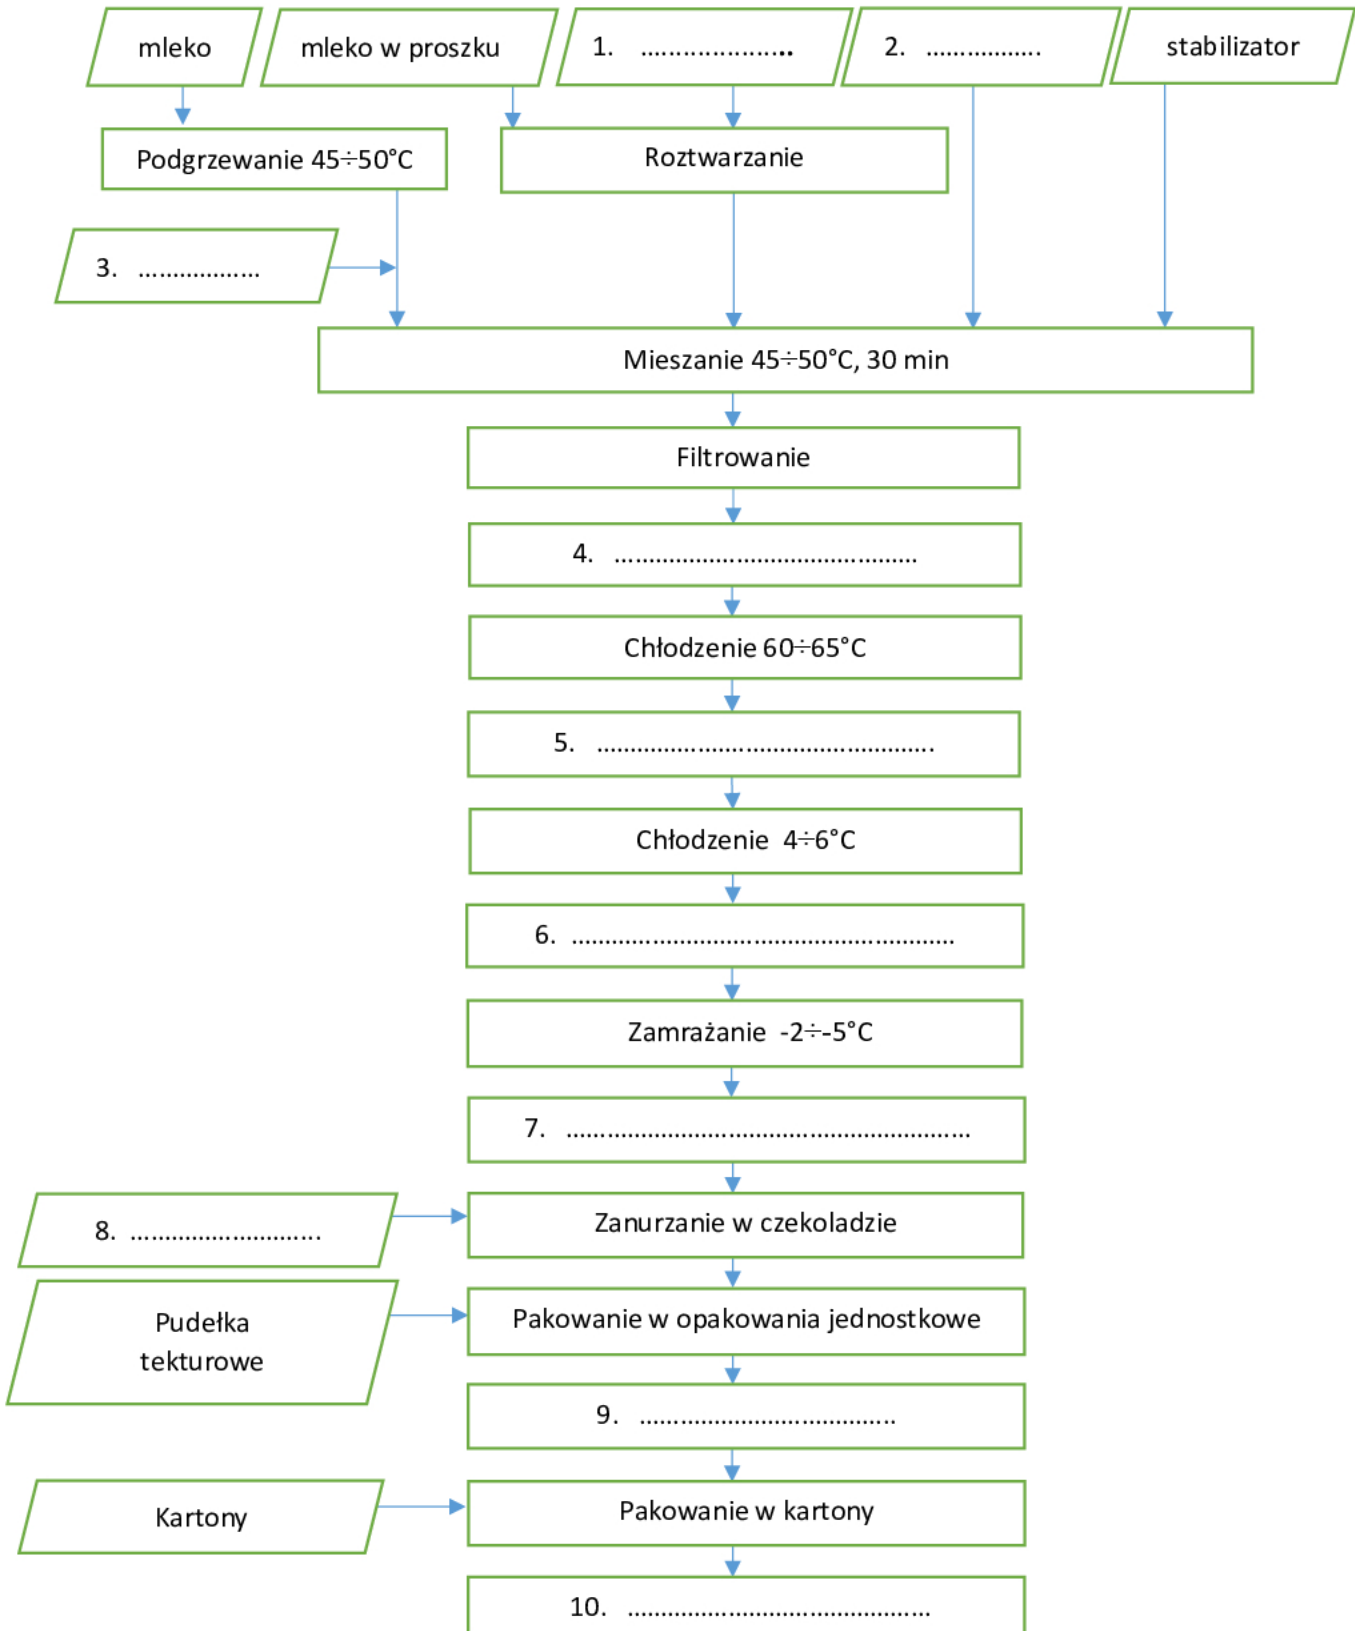 mleko
mleko w proszku
1. ......................
2. .................
stabilizator
Podgrzewanie 45÷50°C
Roztwarzanie
3. ..................
Mieszanie 45÷50°C, 30 min
Filtrowanie
4. .............................................
Chłodzenie 60÷65°C
5. ..................................................
Chłodzenie 4÷6°C
6. .........................................................
Zamrażanie -2÷-5°C
7. ............................................................
8. ............................
Zanurzanie w czekoladzie
Pudełka
tekturowe
Pakowanie w opakowania jednostkowe
9. ......................................
Kartony
Pakowanie w kartony
10. .............................................